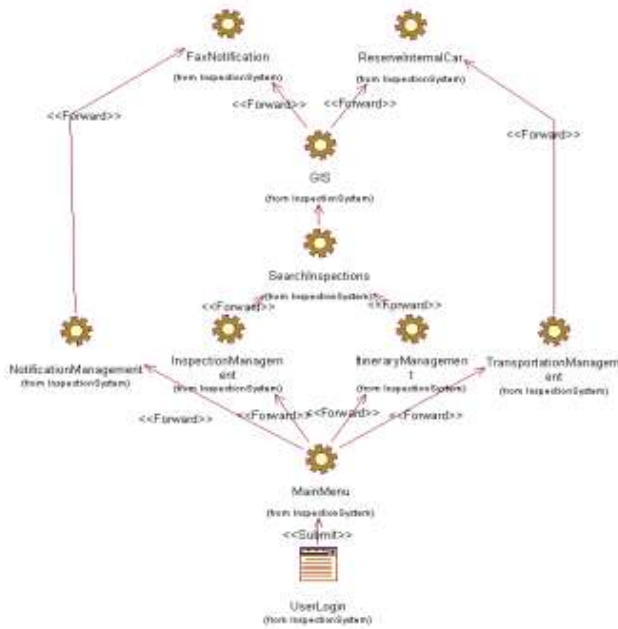 FaxNotification
(from InspectionSystem)
ReserveInternalCar
(from InspectionSystem)
<<Forward>>
<<Forward>>
<<Forward>>
<<Forward>>
GIS
(from InspectionSystem)
SearchInspections
(from InspectionSystem)
<<Forward>>
<<Forward>>
NotificationManagement
(from InspectionSystem)
InspectionManagem
ent
(from InspectionSystem)
ItineraryManagemen
t
(from InspectionSystem)
TransportationManagem
ent
(from InspectionSystem)
<<Forward>>
<<Forward>>
<<Forward>>
<<Forward>>
MainMenu
(from InspectionSystem)
<<Submit>>
UserLogin
(from InspectionSystem)